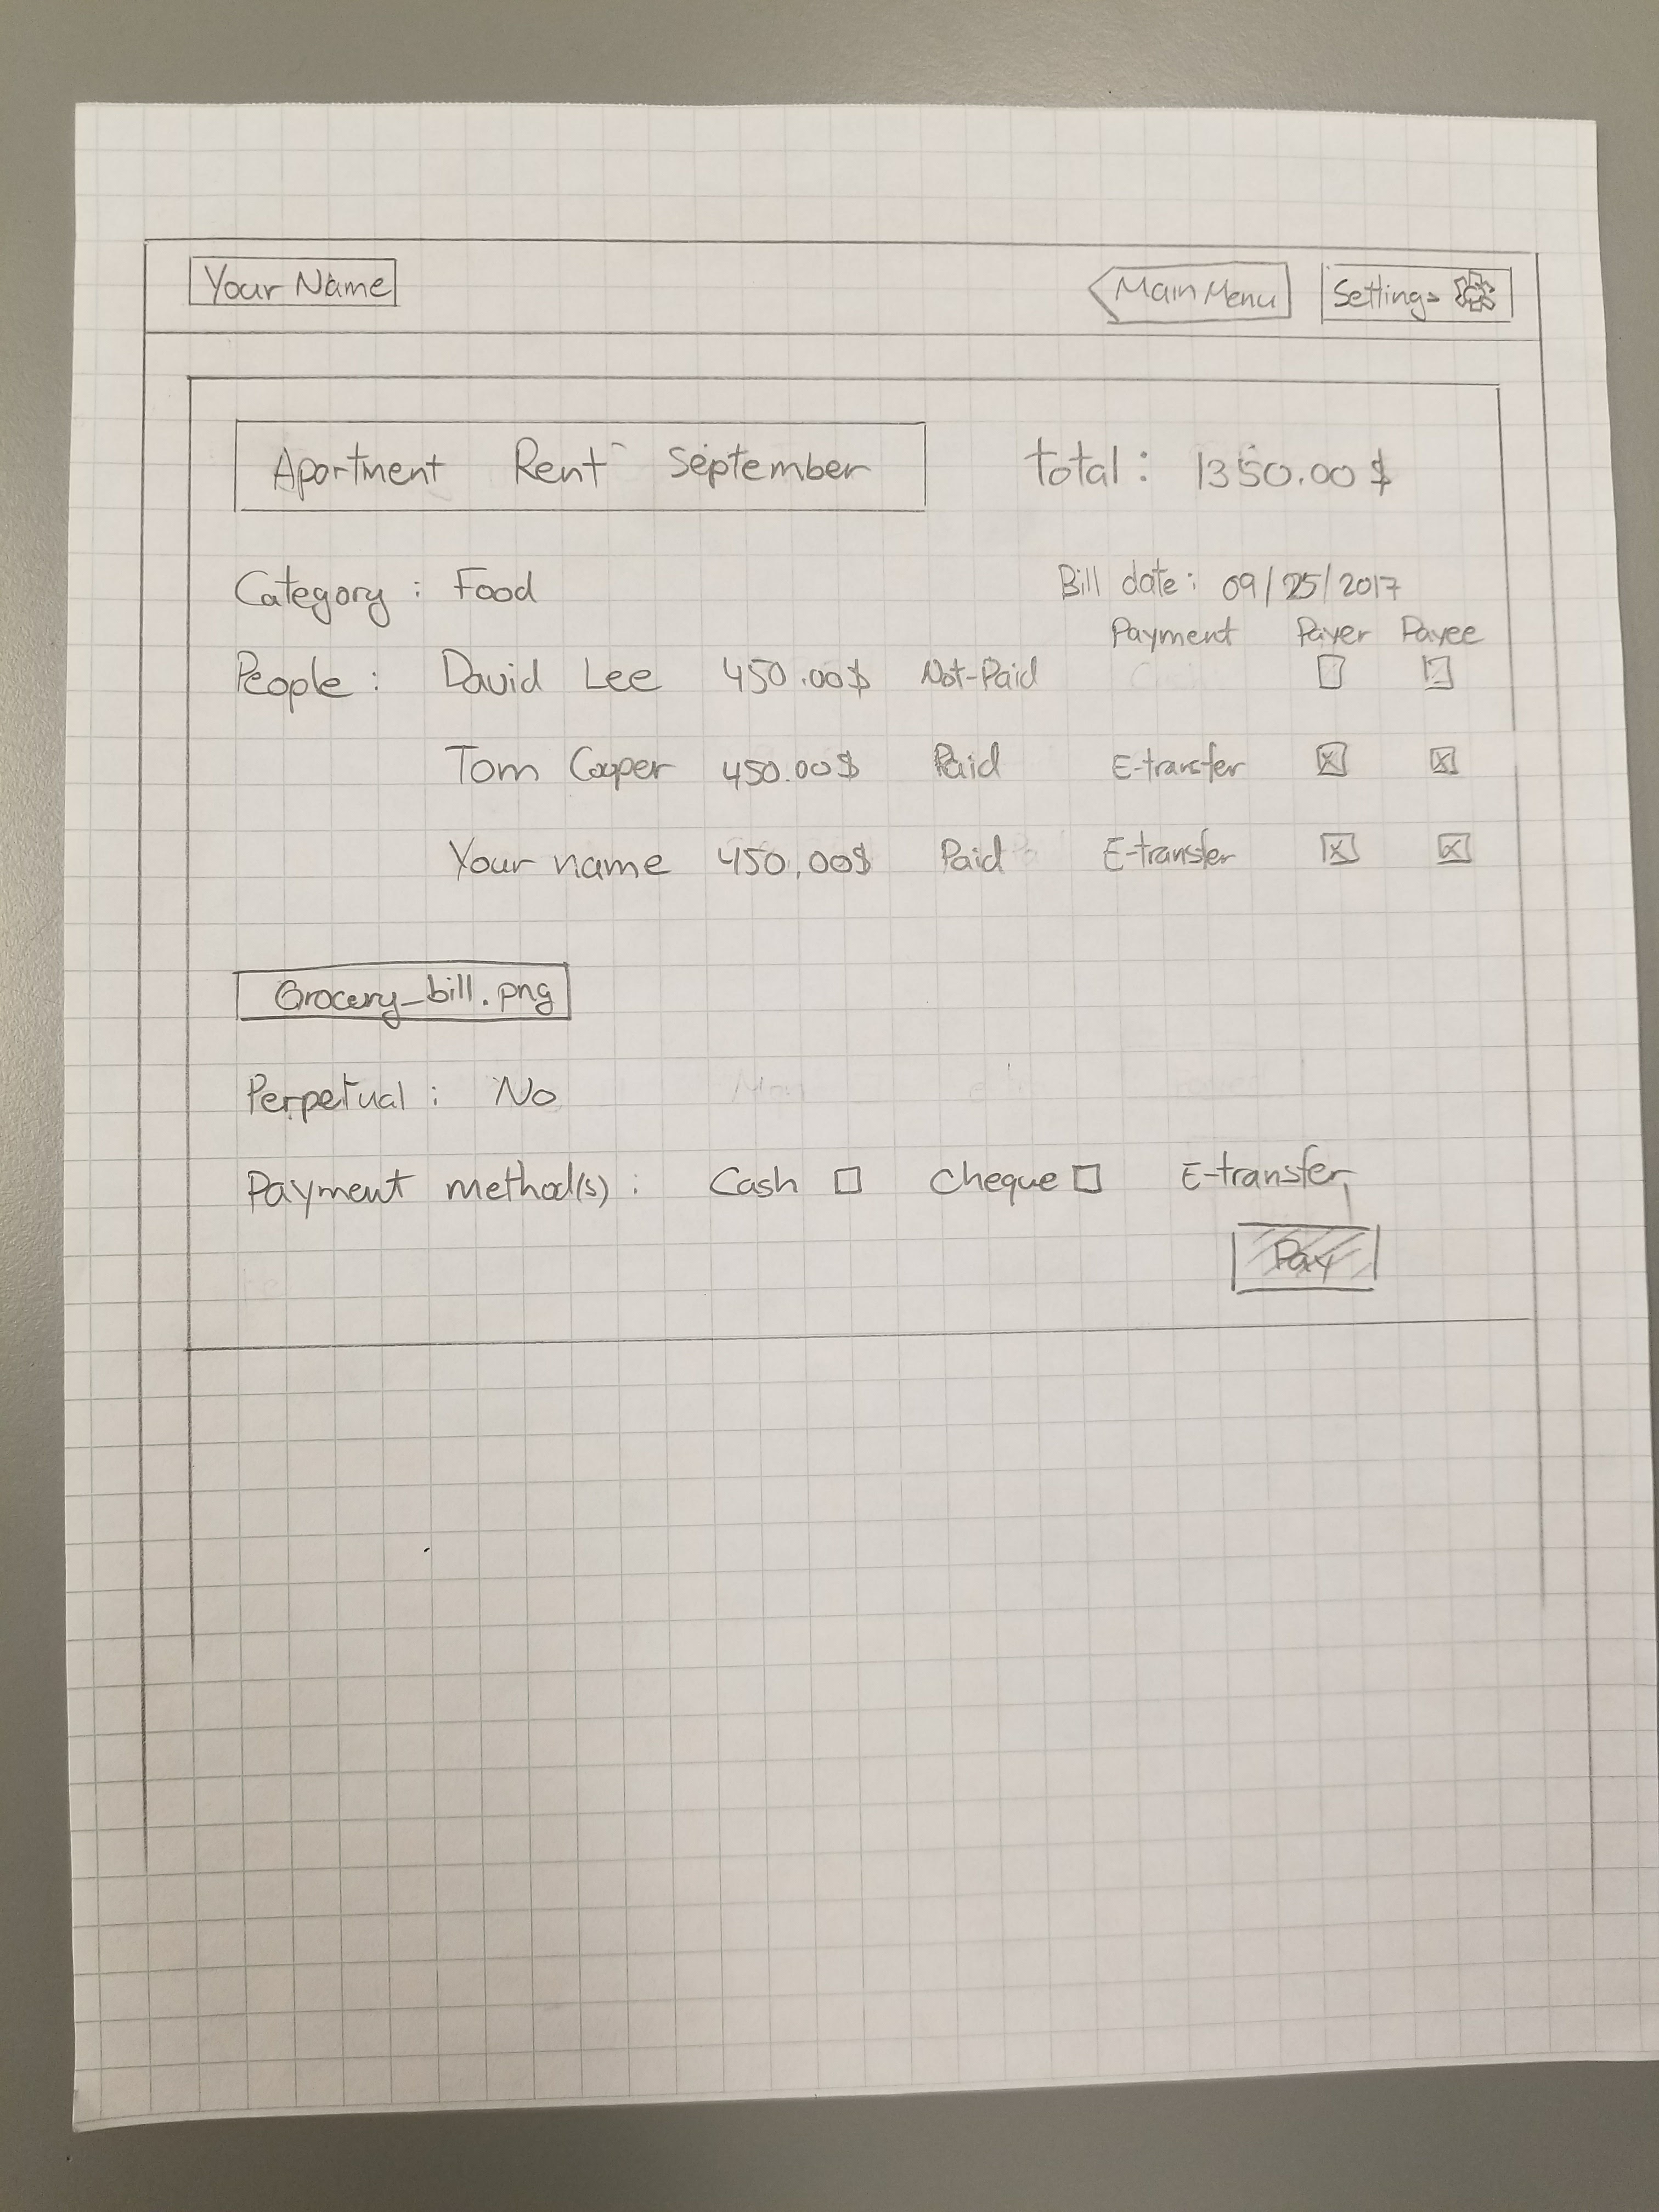 Your Name Main Menu Settings
Apartment Rent September total: 1350.00$
Category: Food Bill date: 09/25/2017
Payment Payer Payee
People: David Lee 450.00$ Not-Paid
Tom Cooper 450.00$ Paid E-transfer
Your name 450.00$ Paid E-transfer
Grocery_bill.png
Perpetual: No
Payment method(s): Cash Cheque E-transfer
Pay